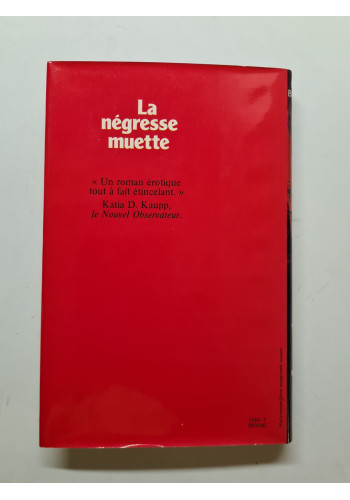 La
négresse
muette
« Un roman érotique
tout à fait étincelant. »
Katia D. Kaupp,
le Nouvel Observateur.